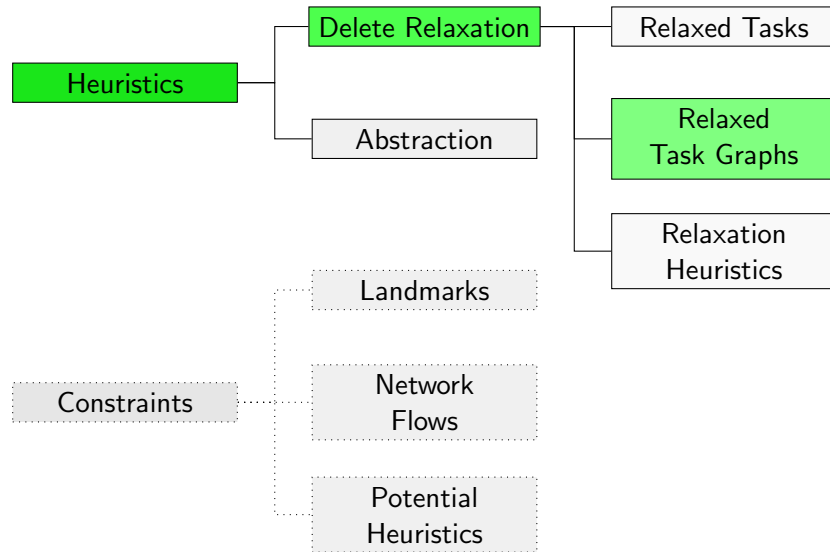 Heuristics
Delete Relaxation
Abstraction
Relaxed Tasks
Relaxed
Task Graphs
Relaxation
Heuristics
Constraints
Landmarks
Network
Flows
Potential
Heuristics